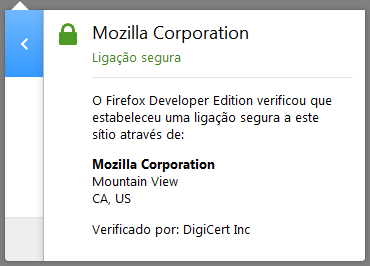 Mozilla Corporation
Ligação segura
O Firefox Developer Edition verificou que
estabeleceu uma ligação segura a este
sítio através de:
Mozilla Corporation
Mountain View
CA, US
Verificado por: DigiCert Inc